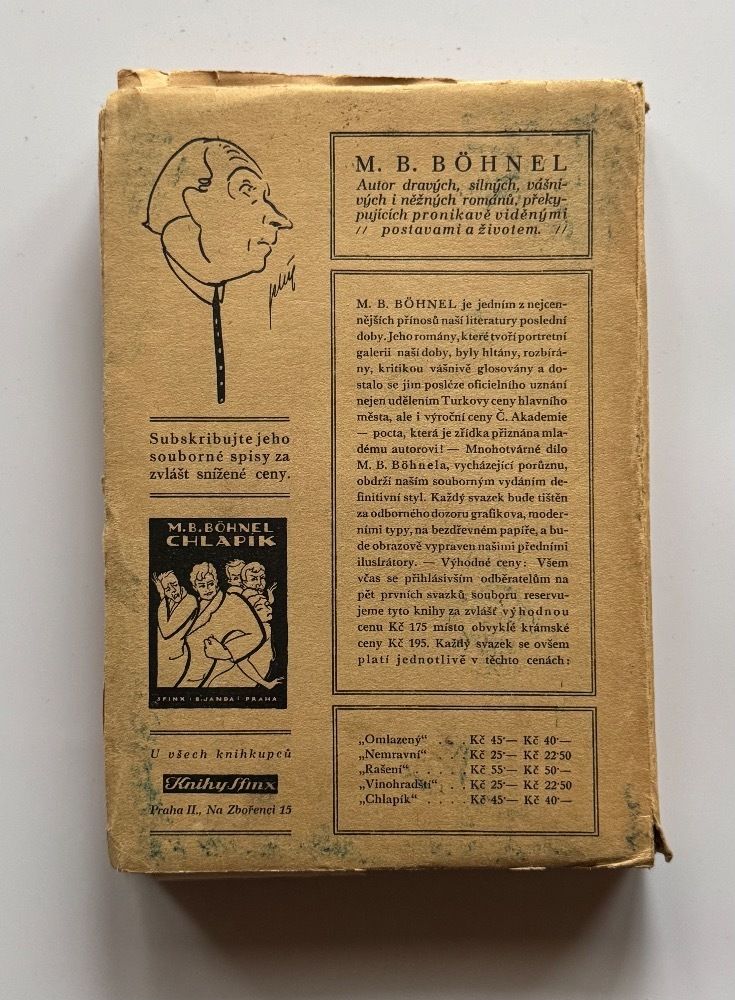 M. B. BÖHNEL
Autor dravých, silných, vášni-
vých i něžných románů, překy-
pujících pronikavě viděnými
// postavami a životem. //
M. B. BÖHNEL je jedním z nejcen-
nějších přínosů naší literatury poslední
doby. Jeho romány, které tvoří portretní
galerii naší doby, byly hltány, rozbírá-
ny, kritikou vášnivě glosovány a do-
stalo se jim posléze oficielního uznání
nejen udělením Turkovy ceny hlavního
města, ale i výroční ceny Č. Akademie
— pocta, která je zřídka přiznána mla-
dému autorovi! — Mnohotvárné dílo
M. B. Böhnela, vycházející porůznu,
obdrží naším souborným vydáním de-
finitivní styl. Každý svazek bude tištěn
za odborného dozoru grafikova, moder-
ními typy, na bezdřevném papíře, a bu-
de obrazově vypraven našimi předními
ilustrátory. — Výhodné ceny: Všem
včas se přihlásivším odběratelům na
pět prvních svazků souboru reservu-
jeme tyto knihy za zvlášť výhodnou
cenu Kč 175 místo obvyklé krámské
ceny Kč 195. Každý svazek se ovšem
platí jednotlivě v těchto cenách:
„Omlazený“ . . . Kč 45·— Kč 40·—
„Nemravní“ . . . Kč 25·— Kč 22·50
„Rašení“ . . . . . Kč 55·— Kč 50·—
„Vinohradští“ . . Kč 25·— Kč 22·50
„Chlapík“ . . . . . Kč 45·— Kč 40·—
Subskribujte jeho
souborné spisy za
zvlášt snížené ceny.
M. B. BÖHNEL
CHLAPÍK
SFINX B. JANDA PRAHA
U všech knihkupců
Knihy Sfinx
Praha II., Na Zbořenci 15